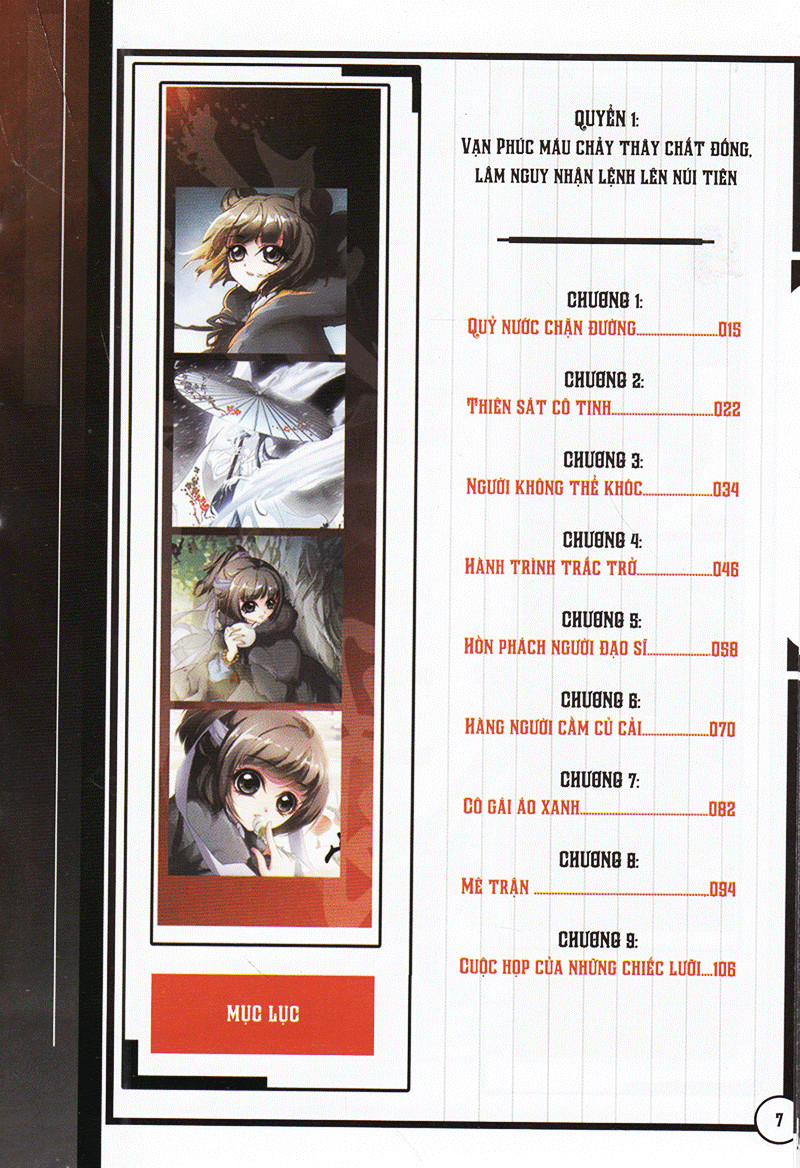 QUYỂN 1:
VẠN PHÚC MÁU CHẢY THÂY CHẤT ĐỐNG,
LÂM NGUY NHẬN LỆNH LÊN NÚI TIÊN
CHƯƠNG 1:
QUỶ NƯỚC CHẶN ĐƯỜNG........................015
CHƯƠNG 2:
THIÊN SÁT CÔ TINH..............................022
CHƯƠNG 3:
NGƯỜI KHÔNG THỂ KHÓC.....................034
CHƯƠNG 4:
HÀNH TRÌNH TRẮC TRỞ.......................046
CHƯƠNG 5:
HỒN PHÁCH NGƯỜI ĐẠO SĨ...................058
CHƯƠNG 6:
HÀNG NGƯỜI CẦM CỦ CẢI....................070
CHƯƠNG 7:
CÔ GÁI ÁO XANH......................................082
CHƯƠNG 8:
MÊ TRẬN ....................................................094
CHƯƠNG 9:
CUỘC HỌP CỦA NHỮNG CHIẾC LƯỠI....106
MỤC LỤC
7